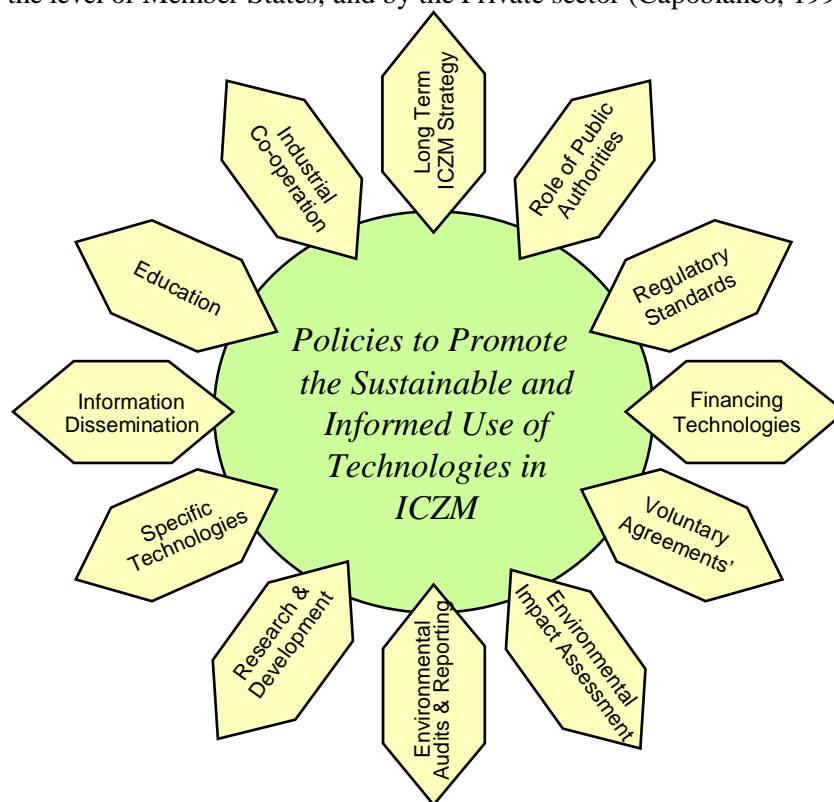 the level of Member States, and by the Private sector (Capobianco, 199
Long Term
ICZM Strategy
Role of Public
Authorities
Regulatory
Standards
Financing
Technologies
Voluntary
Agreements’
Environmental
Impact Assessment
Environmental
Audits & Reporting
Research &
Development
Specific
Technologies
Information
Dissemination
Education
Industrial
Co-operation
Policies to Promote
the Sustainable and
Informed Use of
Technologies in
ICZM